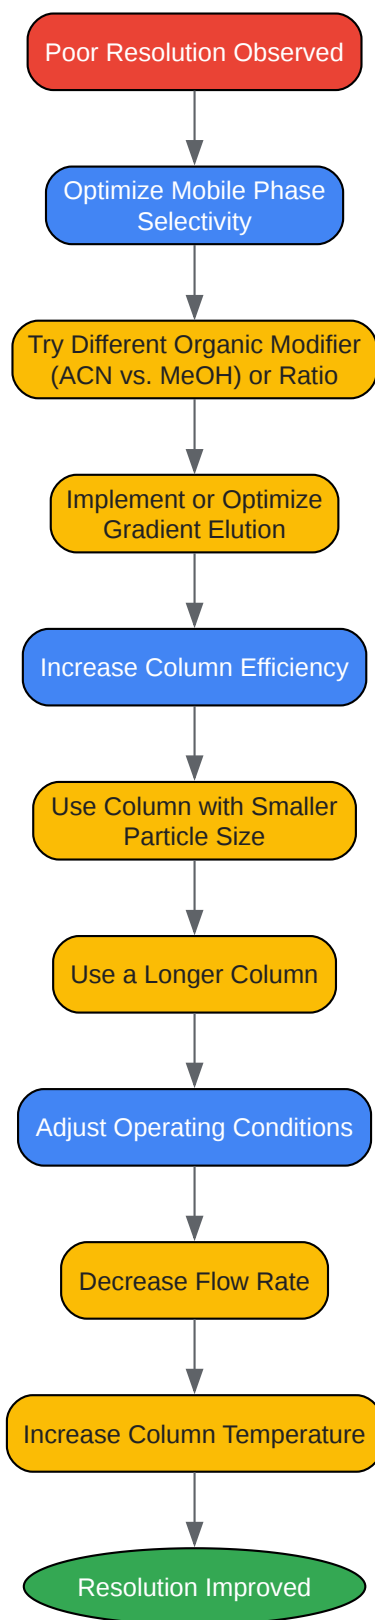 Poor Resolution Observed
Optimize Mobile Phase
Selectivity
Try Different Organic Modifier
(ACN vs. MeOH) or Ratio
Implement or Optimize
Gradient Elution
Increase Column Efficiency
Use Column with Smaller
Particle Size
Use a Longer Column
Adjust Operating Conditions
Decrease Flow Rate
Increase Column Temperature
Resolution Improved